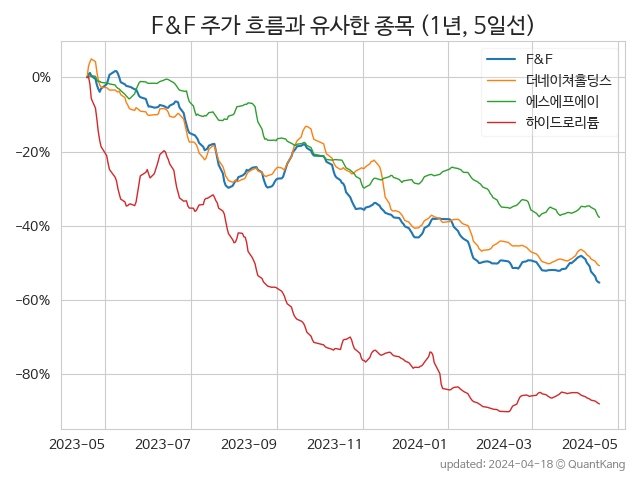 F&F 주가 흐름과 유사한 종목 (1년, 5일선)
F&F
더네이쳐홀딩스
에스에프에이
하이드로리튬
0%
−20%
−40%
−60%
−80%
2023-05 2023-07 2023-09 2023-11 2024-01 2024-03 2024-05
updated: 2024-04-18 © QuantKang